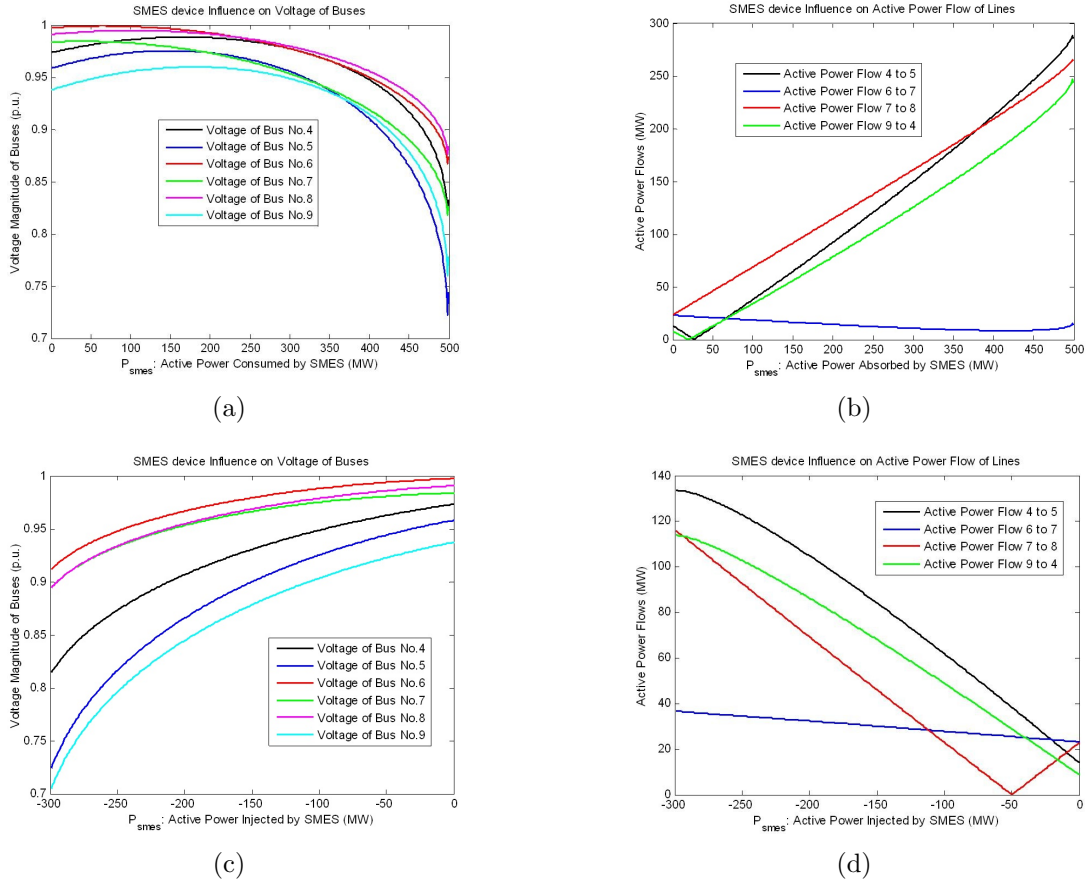 SMES device Influence on Voltage of Buses
1
0.95
0.9
0.85
0.8
0.75
0.7
Voltage Magnitude of Buses (p.u.)
Voltage of Bus No.4
Voltage of Bus No.5
Voltage of Bus No.6
Voltage of Bus No.7
Voltage of Bus No.8
Voltage of Bus No.9
0 50 100 150 200 250 300 350 400 450 500
P_smes: Active Power Consumed by SMES (MW)
(a)
SMES device Influence on Active Power Flow of Lines
300
250
200
150
100
50
0
Active Power Flows (MW)
Active Power Flow 4 to 5
Active Power Flow 6 to 7
Active Power Flow 7 to 8
Active Power Flow 9 to 4
0 50 100 150 200 250 300 350 400 450 500
P_smes: Active Power Absorbed by SMES (MW)
(b)
SMES device Influence on Voltage of Buses
1
0.95
0.9
0.85
0.8
0.75
0.7
Voltage Magnitude of Buses (p.u.)
Voltage of Bus No.4
Voltage of Bus No.5
Voltage of Bus No.6
Voltage of Bus No.7
Voltage of Bus No.8
Voltage of Bus No.9
-300 -250 -200 -150 -100 -50 0
P_smes: Active Power Injected by SMES (MW)
(c)
SMES device Influence on Active Power Flow of Lines
140
120
100
80
60
40
20
0
Active Power Flows (MW)
Active Power Flow 4 to 5
Active Power Flow 6 to 7
Active Power Flow 7 to 8
Active Power Flow 9 to 4
-300 -250 -200 -150 -100 -50 0
P_smes: Active Power Injected by SMES (MW)
(d)